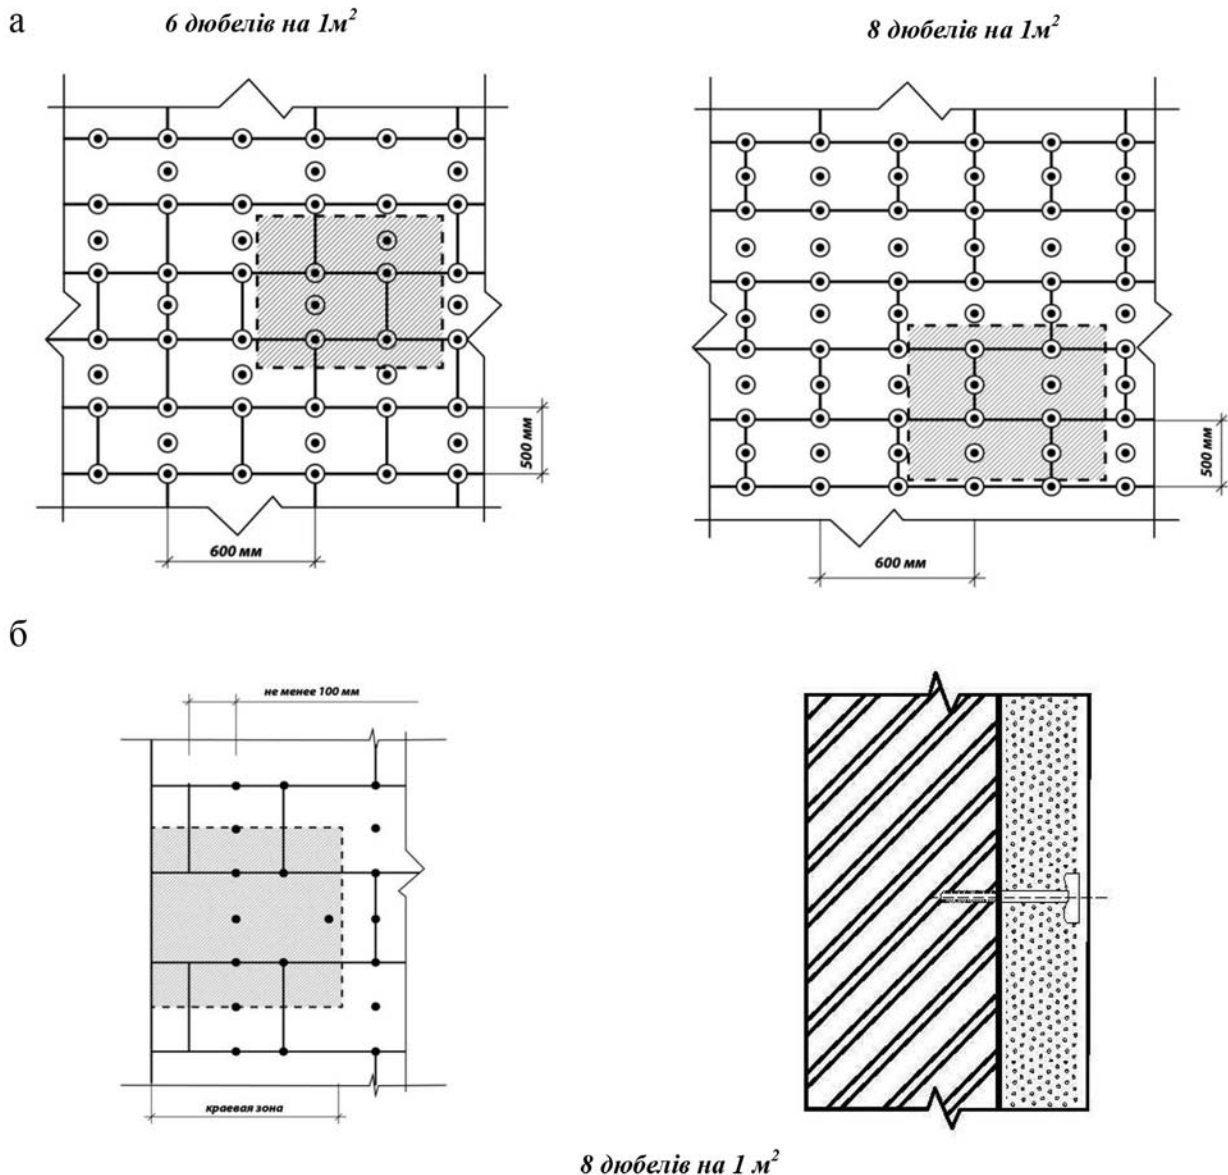 а
6 дюбелів на 1м²
8 дюбелів на 1м²
500 мм
600 мм
500 мм
600 мм
б
не менее 100 мм
краевая зона
8 дюбелів на 1 м²